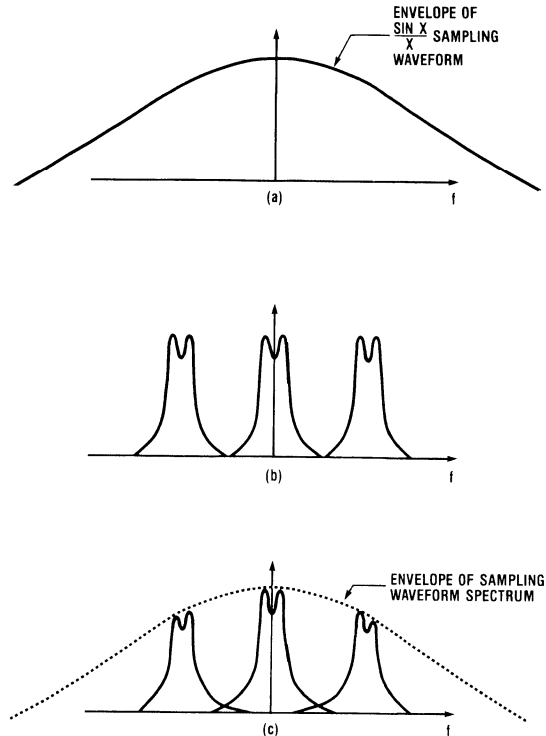 ENVELOPE OF
SIN X
X SAMPLING
WAVEFORM
(a)
f
(b)
f
ENVELOPE OF SAMPLING
WAVEFORM SPECTRUM
(c)
f